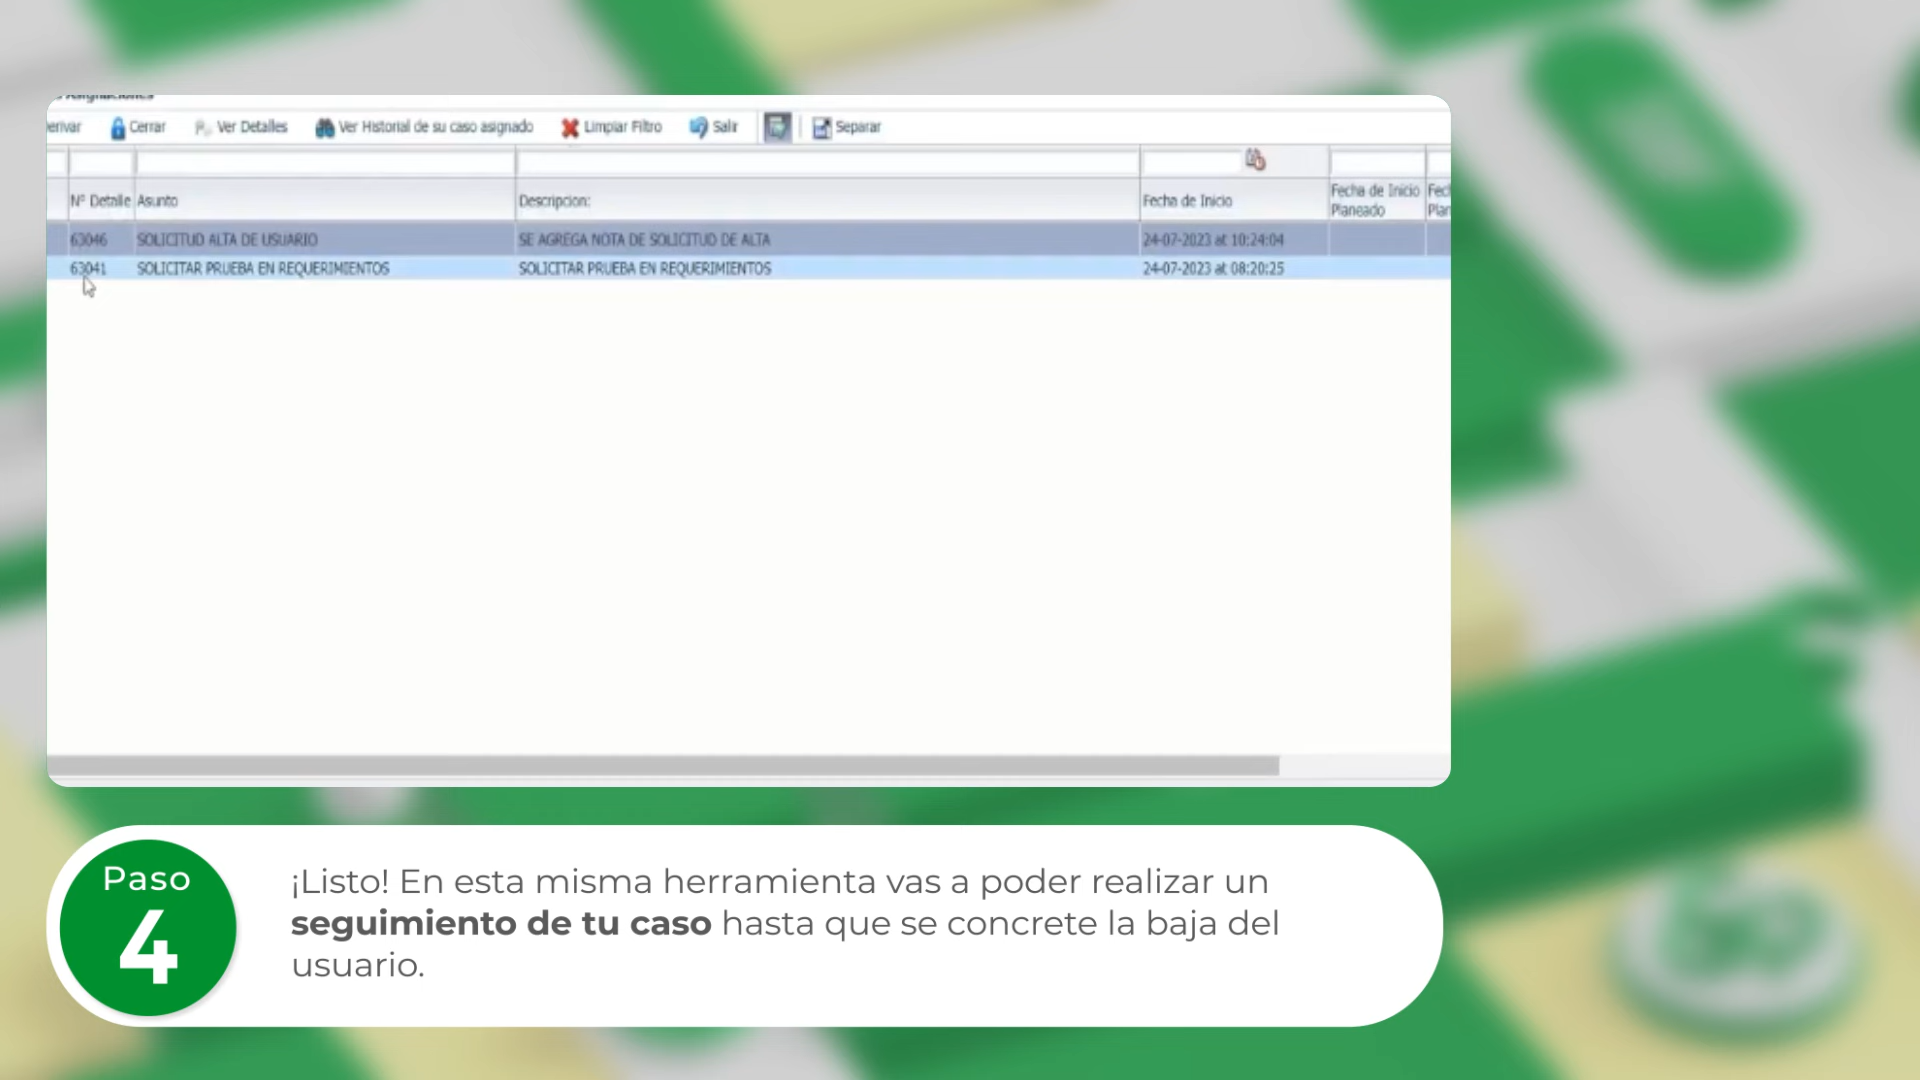 Asignaciones
erivar Cerrar Ver Detalles Ver Historial de su caso asignado Limpiar Filtro Salir Separar
Nº Detalle Asunto Descripcion: Fecha de Inicio Fecha de Inicio Planeado Fec Plan
63046 SOLICITUD ALTA DE USUARIO SE AGREGA NOTA DE SOLICITUD DE ALTA 24-07-2023 at 10:24:04
63041 SOLICITAR PRUEBA EN REQUERIMIENTOS SOLICITAR PRUEBA EN REQUERIMIENTOS 24-07-2023 at 08:20:25
Paso
4
¡Listo! En esta misma herramienta vas a poder realizar un
seguimiento de tu caso hasta que se concrete la baja del
usuario.